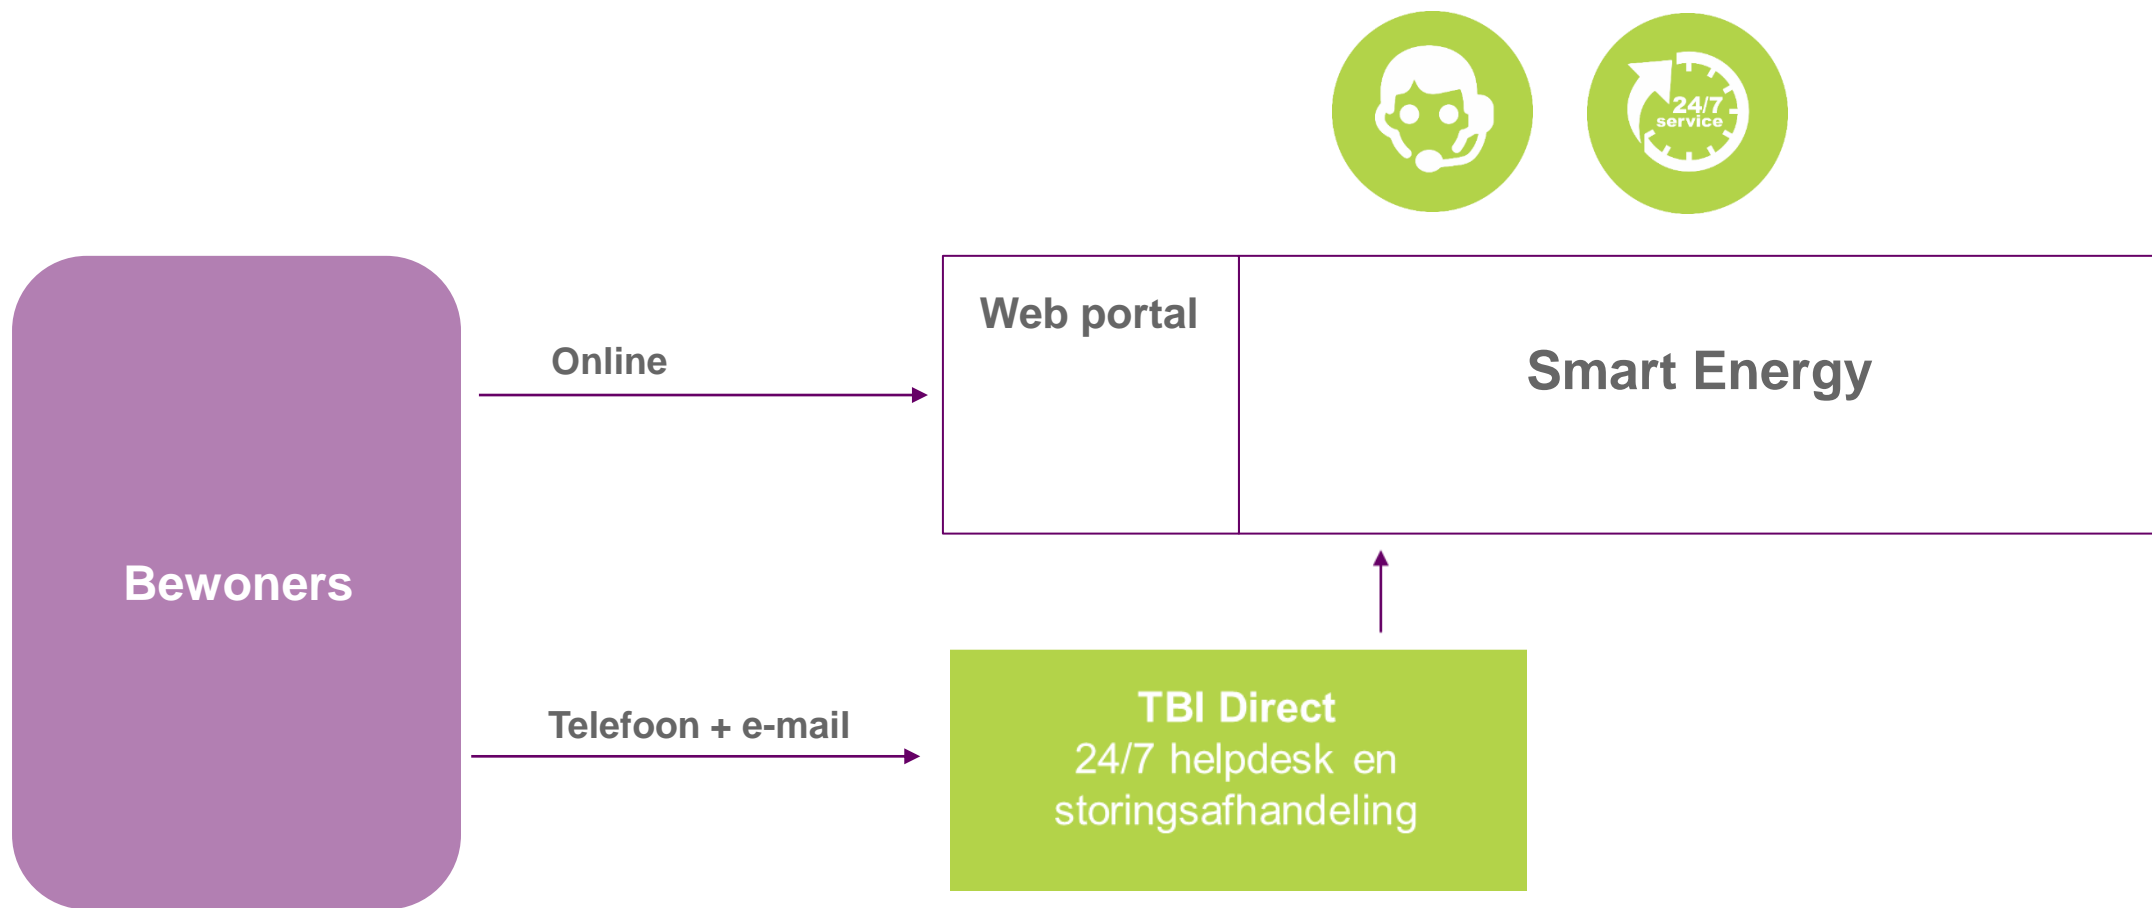 24/7
service
Web portal
Smart Energy
Online
Bewoners
Telefoon + e-mail
TBI Direct
24/7 helpdesk en
storingsafhandeling